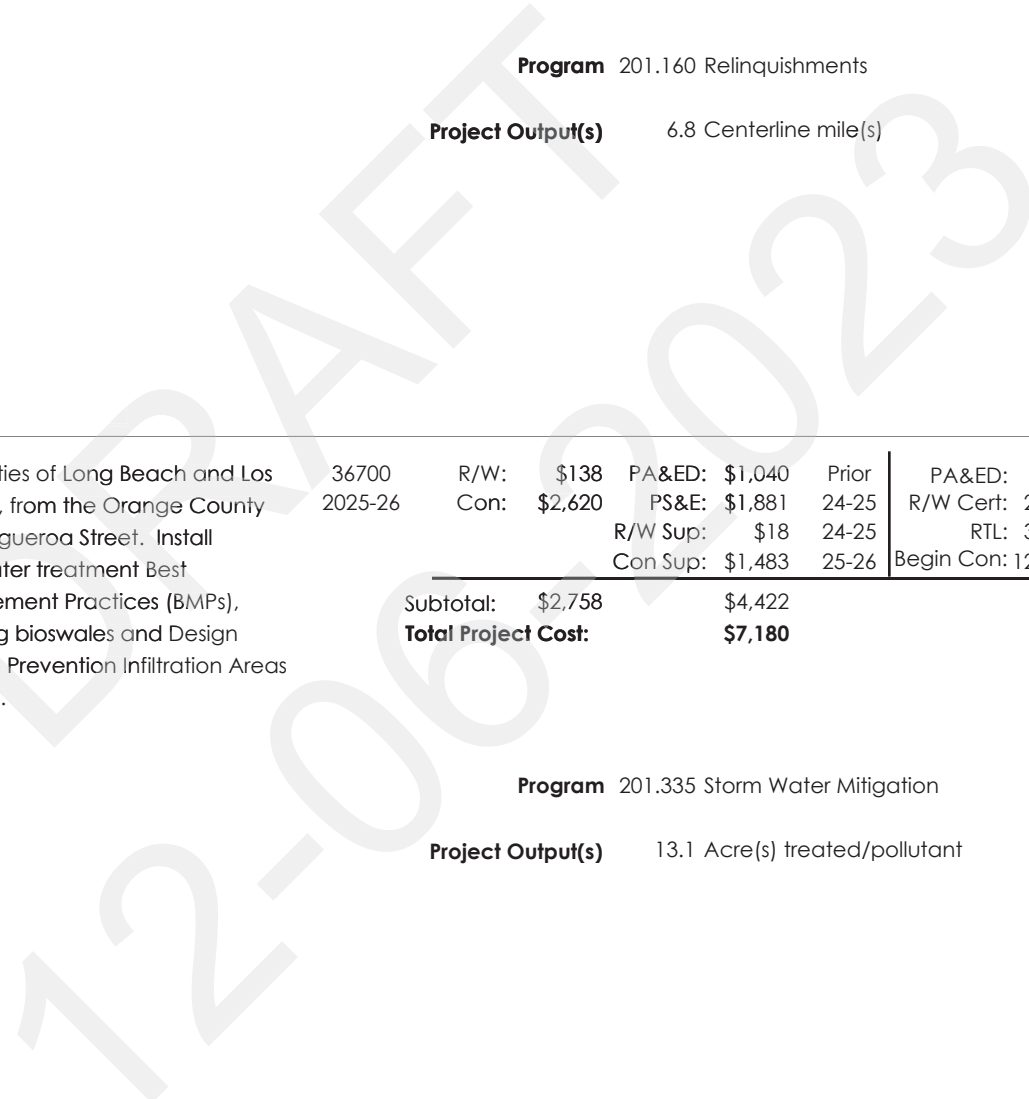 Program 201.160 Relinquishments
Project Output(s) 6.8 Centerline mile(s)
ties of Long Beach and Los 36700 R/W: $138 PA&ED: $1,040 Prior PA&ED:
, from the Orange County 2025-26 Con: $2,620 PS&E: $1,881 24-25 R/W Cert: 2
gueroa Street. Install R/W Sup: $18 24-25 RTL: 3
ter treatment Best Con Sup: $1,483 25-26 Begin Con: 12
ement Practices (BMPs), Subtotal: $2,758 $4,422
g bioswales and Design Total Project Cost: $7,180
Prevention Infiltration Areas
.
Program 201.335 Storm Water Mitigation
Project Output(s) 13.1 Acre(s) treated/pollutant
DRAFT
12-06-2023